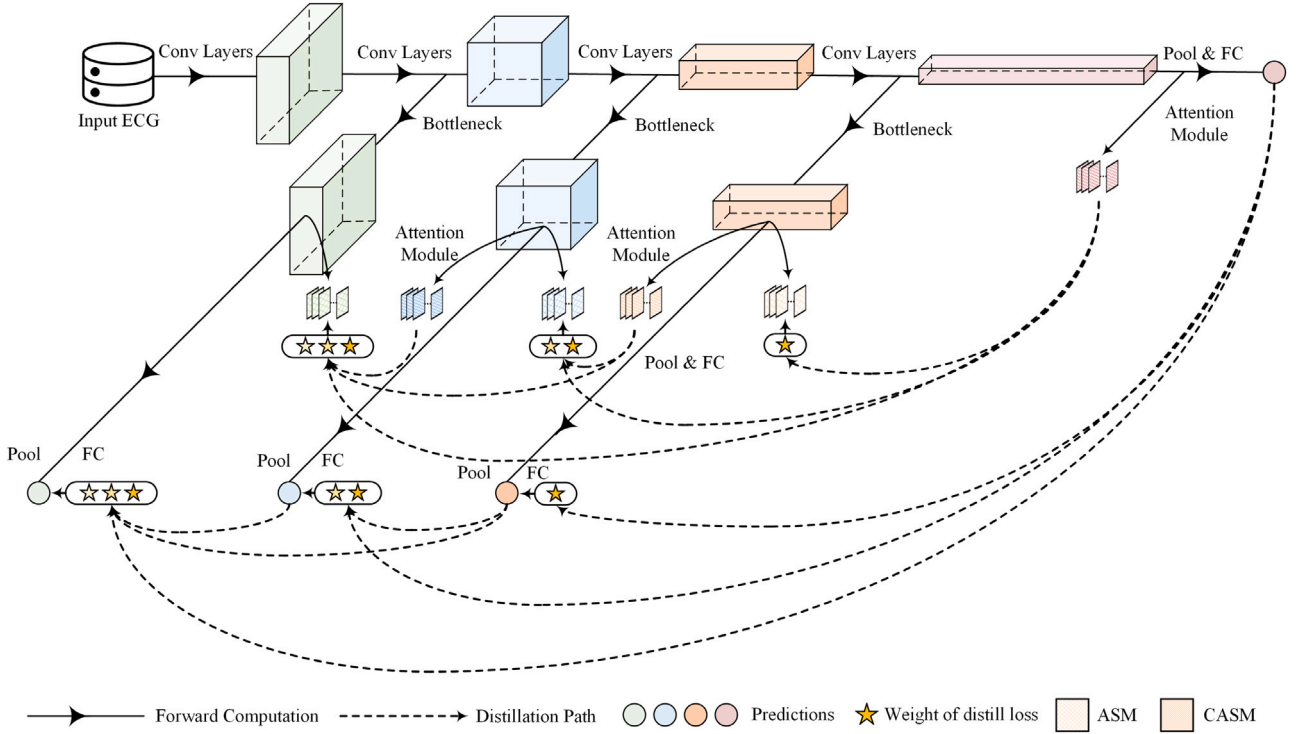 Conv Layers
Conv Layers
Conv Layers
Conv Layers
Pool & FC
Input ECG
Bottleneck
Bottleneck
Bottleneck
Attention
Module
Attention
Module
Attention
Module
Pool & FC
Pool
FC
Pool
FC
Pool
FC
Forward Computation
Distillation Path
Predictions
Weight of distill loss
ASM
CASM